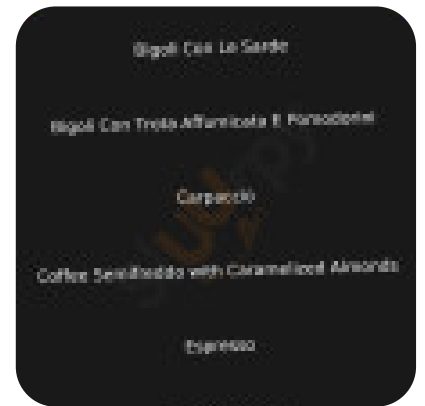 Bigoli Con Le Sarde
Bigoli Con Trota Affumicata E Pomodorini
Carpaccio
Coffee Semifreddo with Caramelized Almonds
Espresso